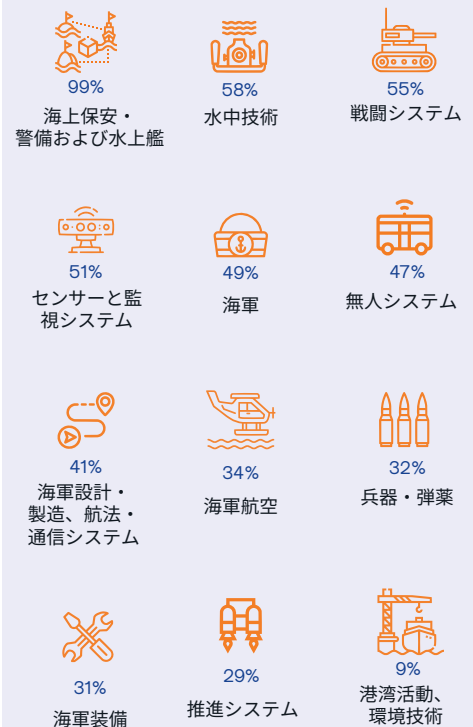 99%
海上保安・
警備および水上艦
58%
水中技術
55%
戦闘システム
51%
センサーと監
視システム
49%
海軍
47%
無人システム
41%
海軍設計・
製造、航法・
通信システム
34%
海軍航空
32%
兵器・弾薬
31%
海軍装備
29%
推進システム
9%
港湾活動、
環境技術